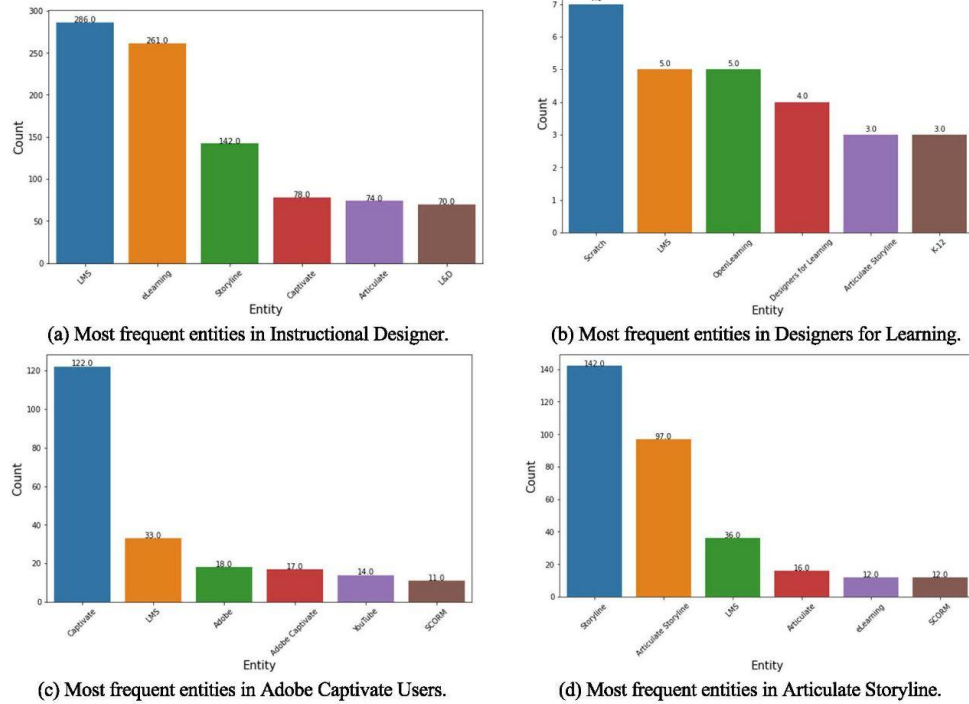 300
250
200
150
100
50
0
Count
286.0
261.0
142.0
78.0
74.0
70.0
LMS
eLearning
Storyline
Captivate
Articulate
L&D
Entity
(a) Most frequent entities in Instructional Designer.
7
6
5
4
3
2
1
0
Count
5.0
5.0
4.0
3.0
3.0
Scratch
LMS
OpenLearning
Designers for Learning
Articulate Storyline
K-12
Entity
(b) Most frequent entities in Designers for Learning.
120
100
80
60
40
20
0
Count
122.0
33.0
18.0
17.0
14.0
11.0
Captivate
LMS
Adobe
Adobe Captivate
YouTube
SCORM
Entity
(c) Most frequent entities in Adobe Captivate Users.
140
120
100
80
60
40
20
0
Count
142.0
97.0
36.0
16.0
12.0
12.0
Storyline
Articulate Storyline
LMS
Articulate
eLearning
SCORM
Entity
(d) Most frequent entities in Articulate Storyline.